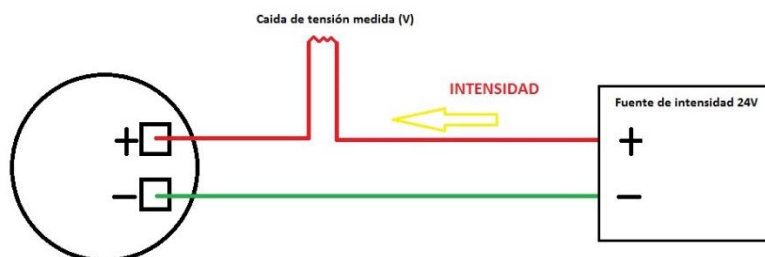 Caida de tensión medida (V)
INTENSIDAD
Fuente de intensidad 24V
+
+
−
−